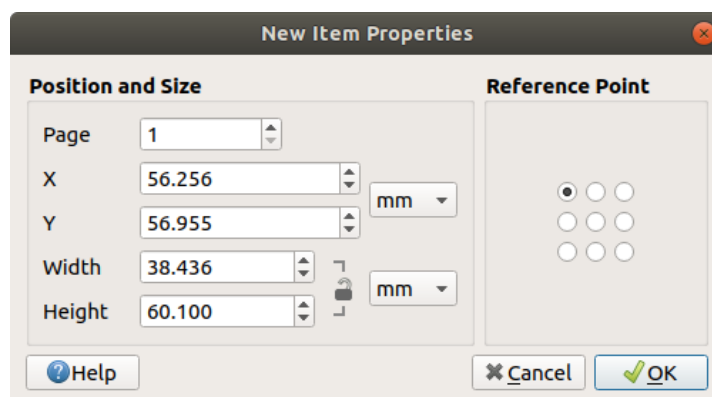 New Item Properties
Position and Size
Reference Point
Page 1
X 56.256
mm
Y 56.955
Width 38.436
mm
Height 60.100
Help
Cancel
OK